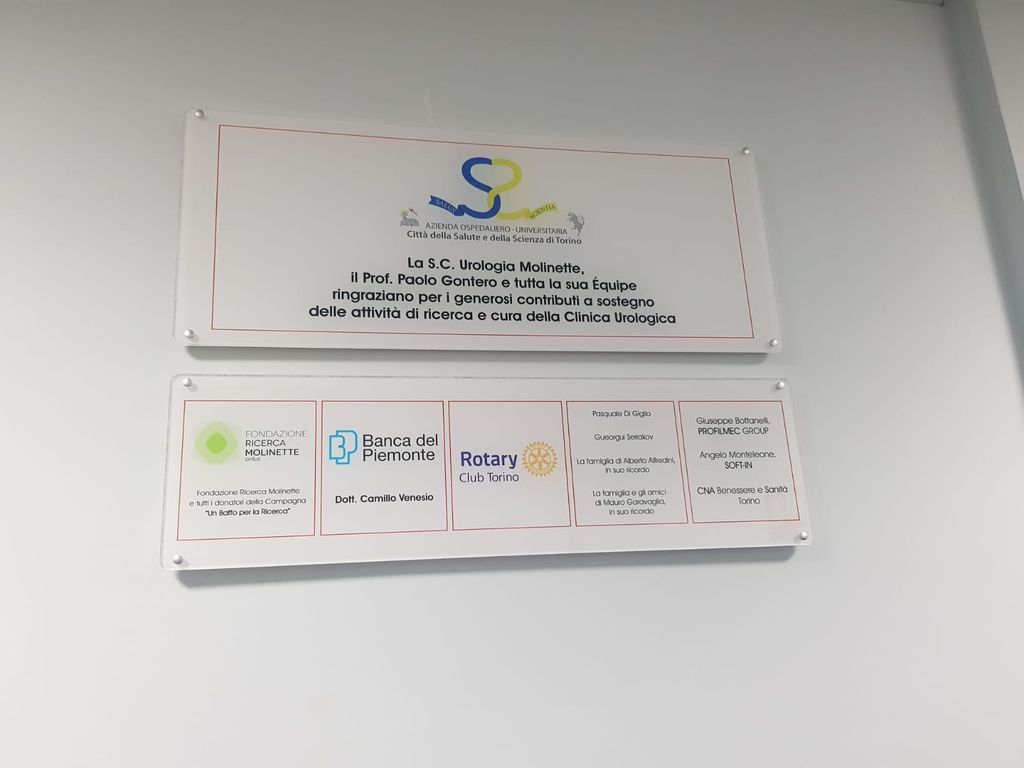 SALUS
SCIENTIA
AZIENDA OSPEDALIERO - UNIVERSITARIA
Città della Salute e della Scienza di Torino
La S.C. Urologia Molinette,
il Prof. Paolo Gontero e tutta la sua Équipe
ringraziano per i generosi contributi a sostegno
delle attività di ricerca e cura della Clinica Urologica
FONDAZIONE
RICERCA
MOLINETTE
onlus
Fondazione Ricerca Molinette
e tutti i donatori della Campagna
"Un Baffo per la Ricerca"
Banca del
Piemonte
Dott. Camillo Venesio
Rotary
Club Torino
Pasquale Di Giglio
Gueorgui Seriakov
La famiglia di Alberto Alfredini,
in suo ricordo
La famiglia e gli amici
di Mauro Garavaglia,
in suo ricordo
Giuseppe Bottanelli,
PROFILMEC GROUP
Angelo Monteleone,
SOFT-iN
CNA Benessere e Sanità
Torino